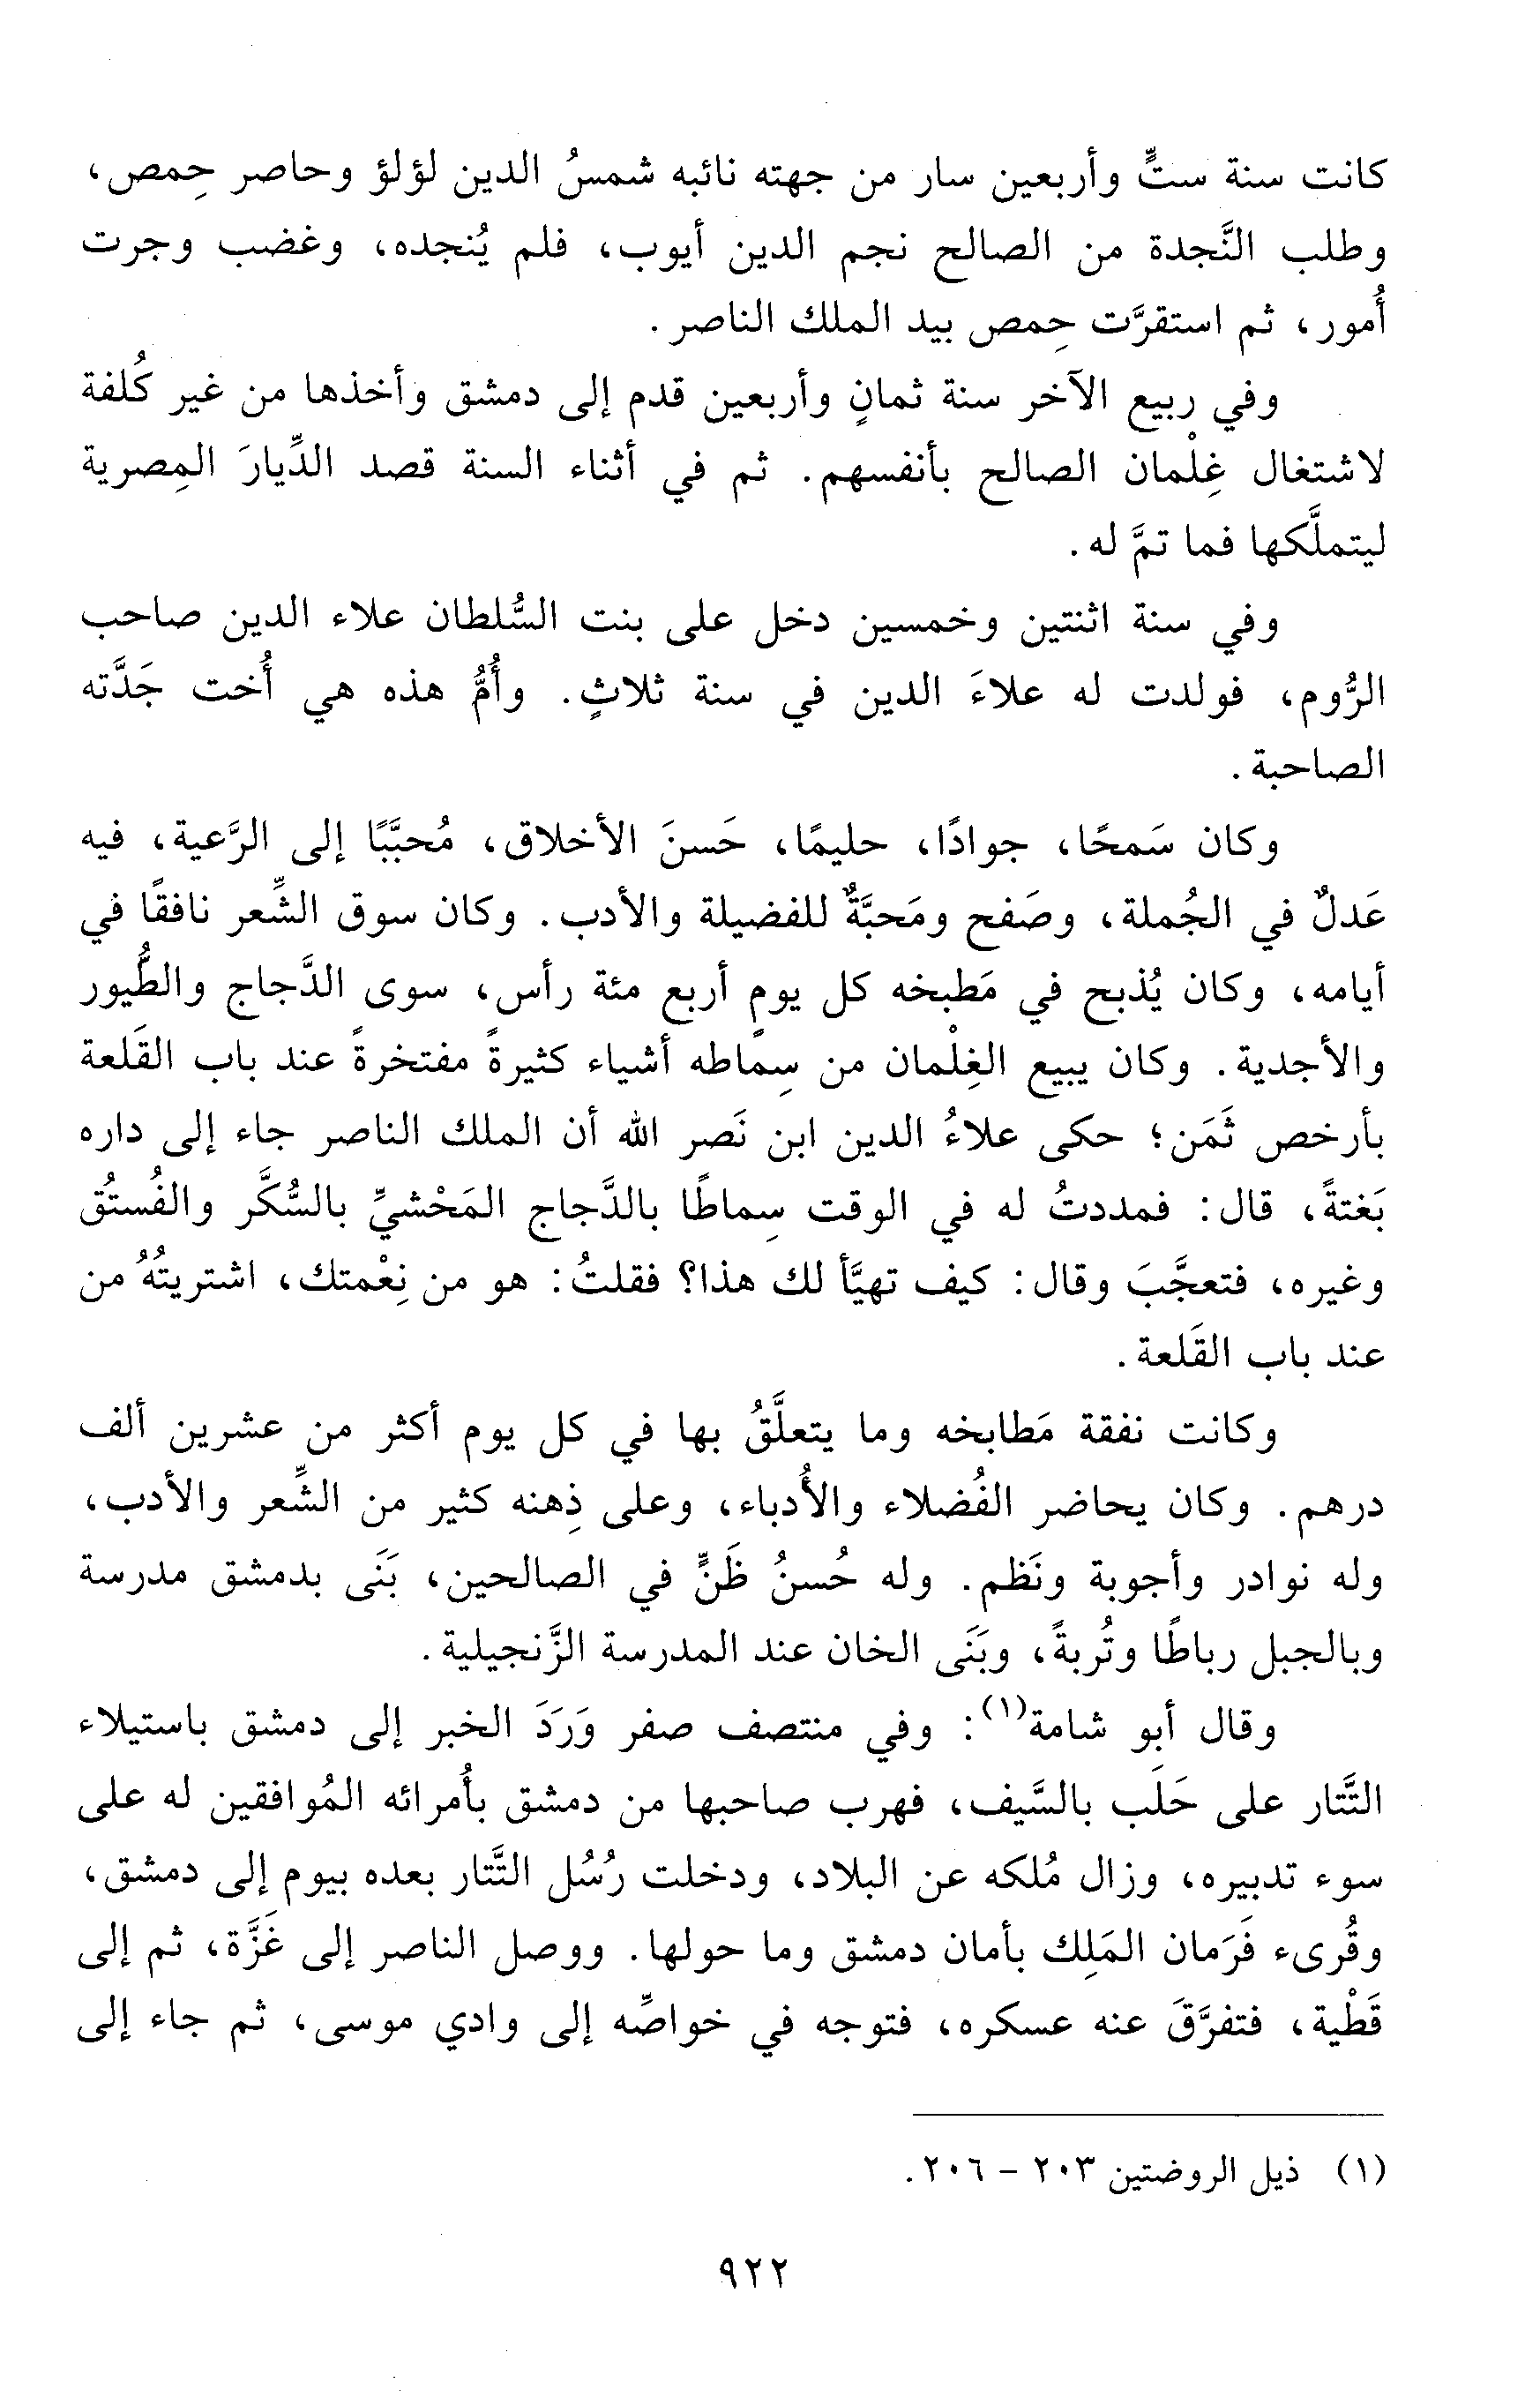 كانت سنة ستٍّ وأربعين سار من جهته نائبه شمسُ الدين لؤلؤ وحاصر حِمص،
وطلب النَّجدة من الصالح نجم الدين أيوب، فلم يُنجده، وغضب وجرت
أُمور، ثم استقرَّت حِمص بيد الملك الناصر.
وفي ربيع الآخر سنة ثمانٍ وأربعين قدم إلى دمشق وأخذها من غير كُلفة
لاشتغال غِلْمان الصالح بأنفسهم. ثم في أثناء السنة قصد الدِّيارَ المِصرية
ليتملَّكها فما تمَّ له.
وفي سنة اثنتين وخمسين دخل على بنت السُّلطان علاء الدين صاحب
الرُّوم، فولدت له علاءَ الدين في سنة ثلاثٍ. وأُمُّ هذه هي أُخت جَدَّته
الصاحبة.
وكان سَمحًا، جوادًا، حليمًا، حَسنَ الأخلاق، مُحبَّبًا إلى الرَّعية، فيه
عَدلٌ في الجُملة، وصَفح ومَحبَّةٌ للفضيلة والأدب. وكان سوق الشِّعر نافقًا في
أيامه، وكان يُذبح في مَطبخه كل يومٍ أربع مئة رأس، سوى الدَّجاج والطُّيور
والأجدية. وكان يبيع الغِلْمان من سِماطه أشياء كثيرةً مفتخرةً عند باب القَلعة
بأرخص ثَمَن؛ حكى علاءُ الدين ابن نَصر الله أن الملك الناصر جاء إلى داره
بَغتةً، قال: فمددتُ له في الوقت سِماطًا بالدَّجاج المَحْشيِّ بالسُّكَّر والفُستُق
وغيره، فتعجَّبَ وقال: كيف تهيَّأ لك هذا؟ فقلتُ: هو من نِعْمتك، اشتريتُهُ من
عند باب القَلعة.
وكانت نفقة مَطابخه وما يتعلَّقُ بها في كل يوم أكثر من عشرين ألف
درهم. وكان يحاضر الفُضلاء والأُدباء، وعلى ذِهنه كثير من الشِّعر والأدب،
وله نوادر وأجوبة ونَظم. وله حُسنُ ظَنٍّ في الصالحين، بَنَى بدمشق مدرسة
وبالجبل رباطًا وتُربةً، وبَنَى الخان عند المدرسة الزَّنجيلية.
وقال أبو شامة(١): وفي منتصف صفر وَرَدَ الخبر إلى دمشق باستيلاء
التَّتار على حَلَب بالسَّيف، فهرب صاحبها من دمشق بأُمرائه المُوافقين له على
سوء تدبيره، وزال مُلكه عن البلاد، ودخلت رُسُل التَّتار بعده بيوم إلى دمشق،
وقُرىء فَرَمان المَلِك بأمان دمشق وما حولها. ووصل الناصر إلى غَزَّة، ثم إلى
قَطْية، فتفرَّقَ عنه عسكره، فتوجه في خواصِّه إلى وادي موسى، ثم جاء إلى
(١) ذيل الروضتين ٢٠٣ - ٢٠٦.
٩٢٢